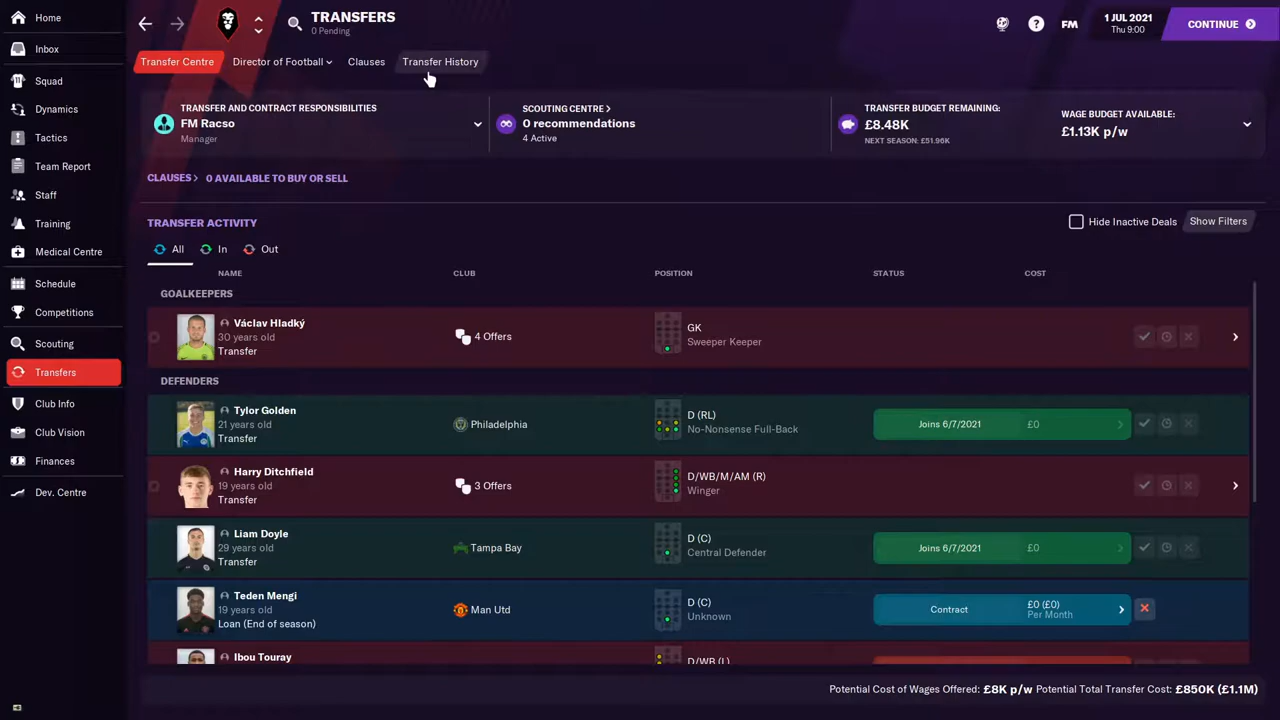 Home
Inbox
Squad
Dynamics
Tactics
Team Report
Staff
Training
Medical Centre
Schedule
Competitions
Scouting
Transfers
Club Info
Club Vision
Finances
Dev. Centre
TRANSFERS
0 Pending
FM
1 JUL 2021
Thu 9:00
CONTINUE
Transfer Centre
Director of Football
Clauses
Transfer History
TRANSFER AND CONTRACT RESPONSIBILITIES
FM Racso
Manager
SCOUTING CENTRE >
0 recommendations
4 Active
TRANSFER BUDGET REMAINING:
£8.48K
NEXT SEASON: £51.96K
WAGE BUDGET AVAILABLE:
£1.13K p/w
CLAUSES > 0 AVAILABLE TO BUY OR SELL
TRANSFER ACTIVITY
Hide Inactive Deals
Show Filters
All In Out
NAME CLUB POSITION STATUS COST
GOALKEEPERS
Václav Hladký
30 years old
Transfer
4 Offers
GK
Sweeper Keeper
DEFENDERS
Tylor Golden
21 years old
Transfer
Philadelphia
D (RL)
No-Nonsense Full-Back
Joins 6/7/2021 £0
Harry Ditchfield
19 years old
Transfer
3 Offers
D/WB/M/AM (R)
Winger
Liam Doyle
29 years old
Transfer
Tampa Bay
D (C)
Central Defender
Joins 6/7/2021 £0
Teden Mengi
19 years old
Loan (End of season)
Man Utd
D (C)
Unknown
Contract
£0 (£0)
Per Month
Ibou Touray
D/WB (L)
Potential Cost of Wages Offered: £8K p/w Potential Total Transfer Cost: £850K (£1.1M)